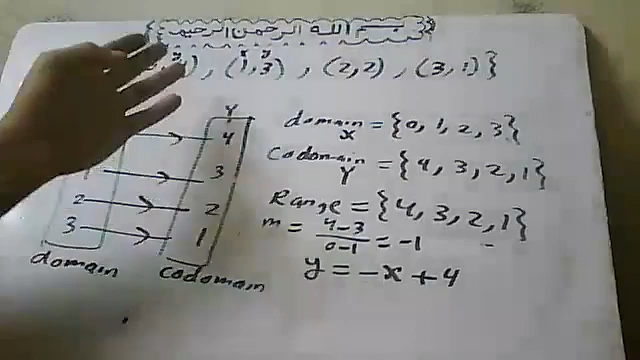 بسم الله الرحمن الرحيم
x y
y), (1,3), (2,2), (3,1)}
Y
4
3
2 2
3 1
domain codomain
domain = {0, 1, 2, 3}
x
Codomain = {4, 3, 2, 1}
Y
Range = {4, 3, 2, 1}
m = 4-3/0-1 = -1
y = -x + 4